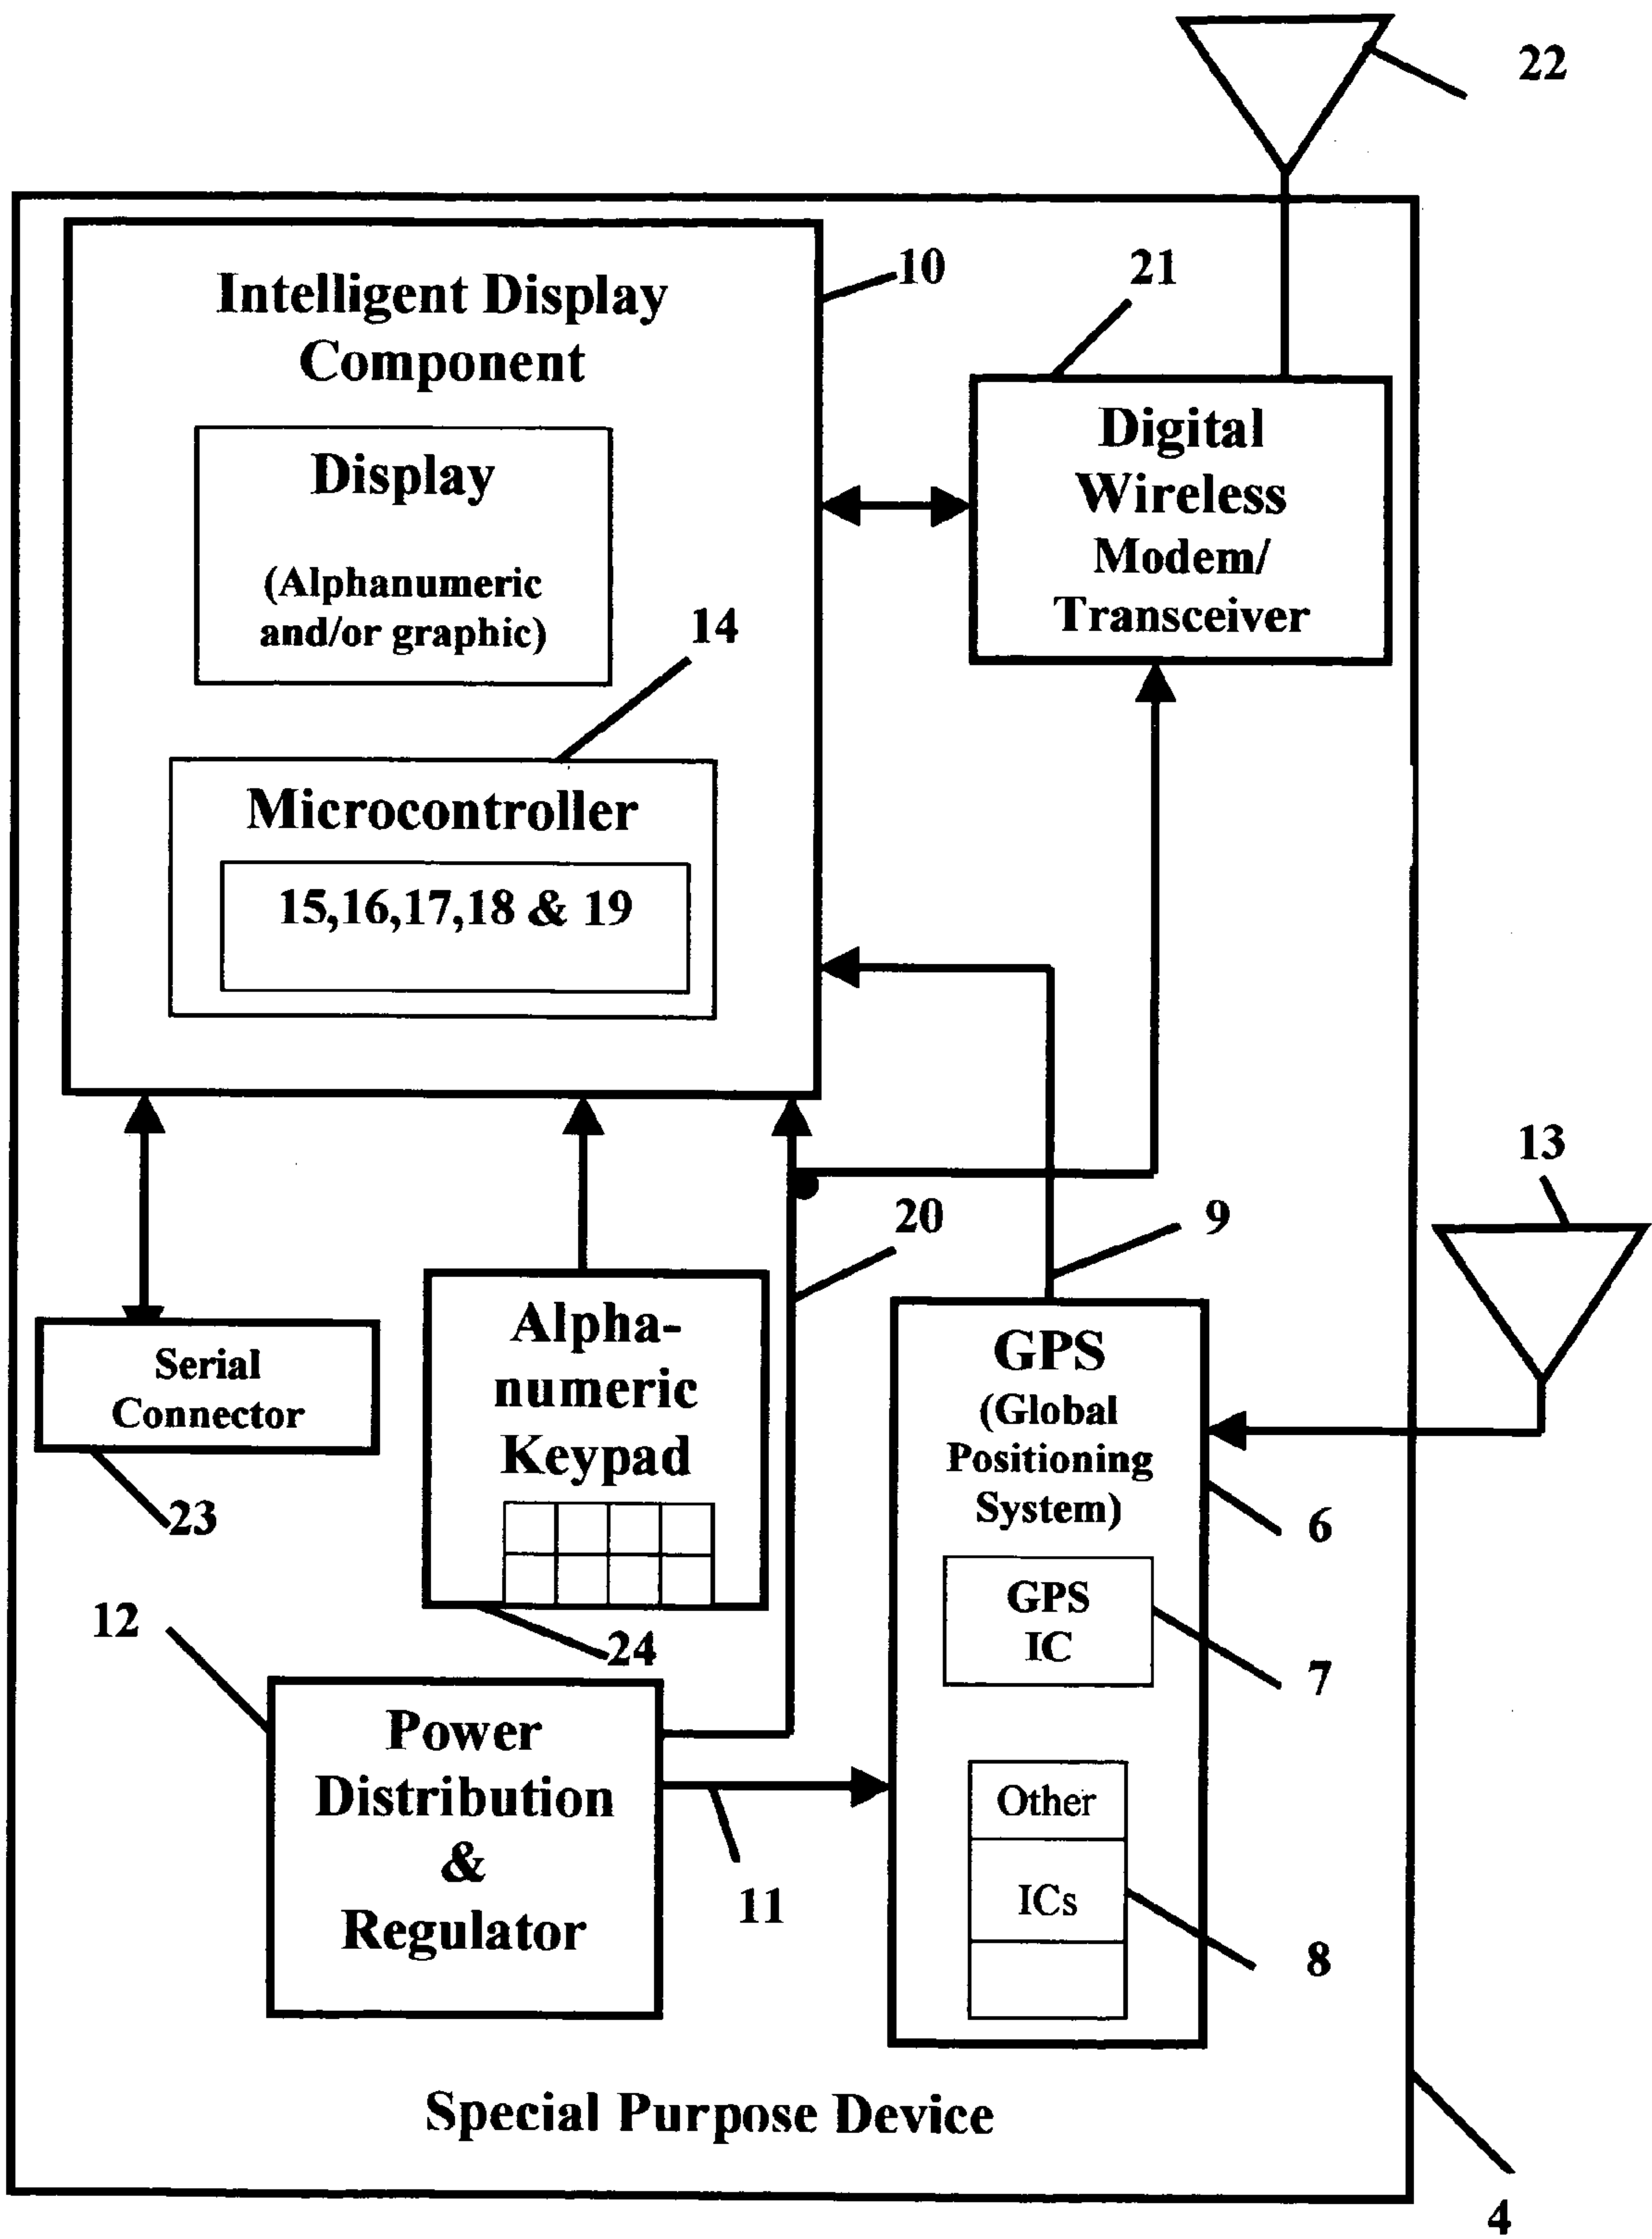 22
10
21
Intelligent Display
Component
Digital
Wireless
Modem/
Transceiver
Display
(Alphanumeric
and/or graphic)
14
Microcontroller
15,16,17,18 & 19
13
20
9
Serial
Connector
23
Alpha-
numeric
Keypad
24
GPS
(Global
Positioning
System)
6
GPS
IC
7
12
Power
Distribution
&
Regulator
11
Other
ICs
8
Special Purpose Device
4